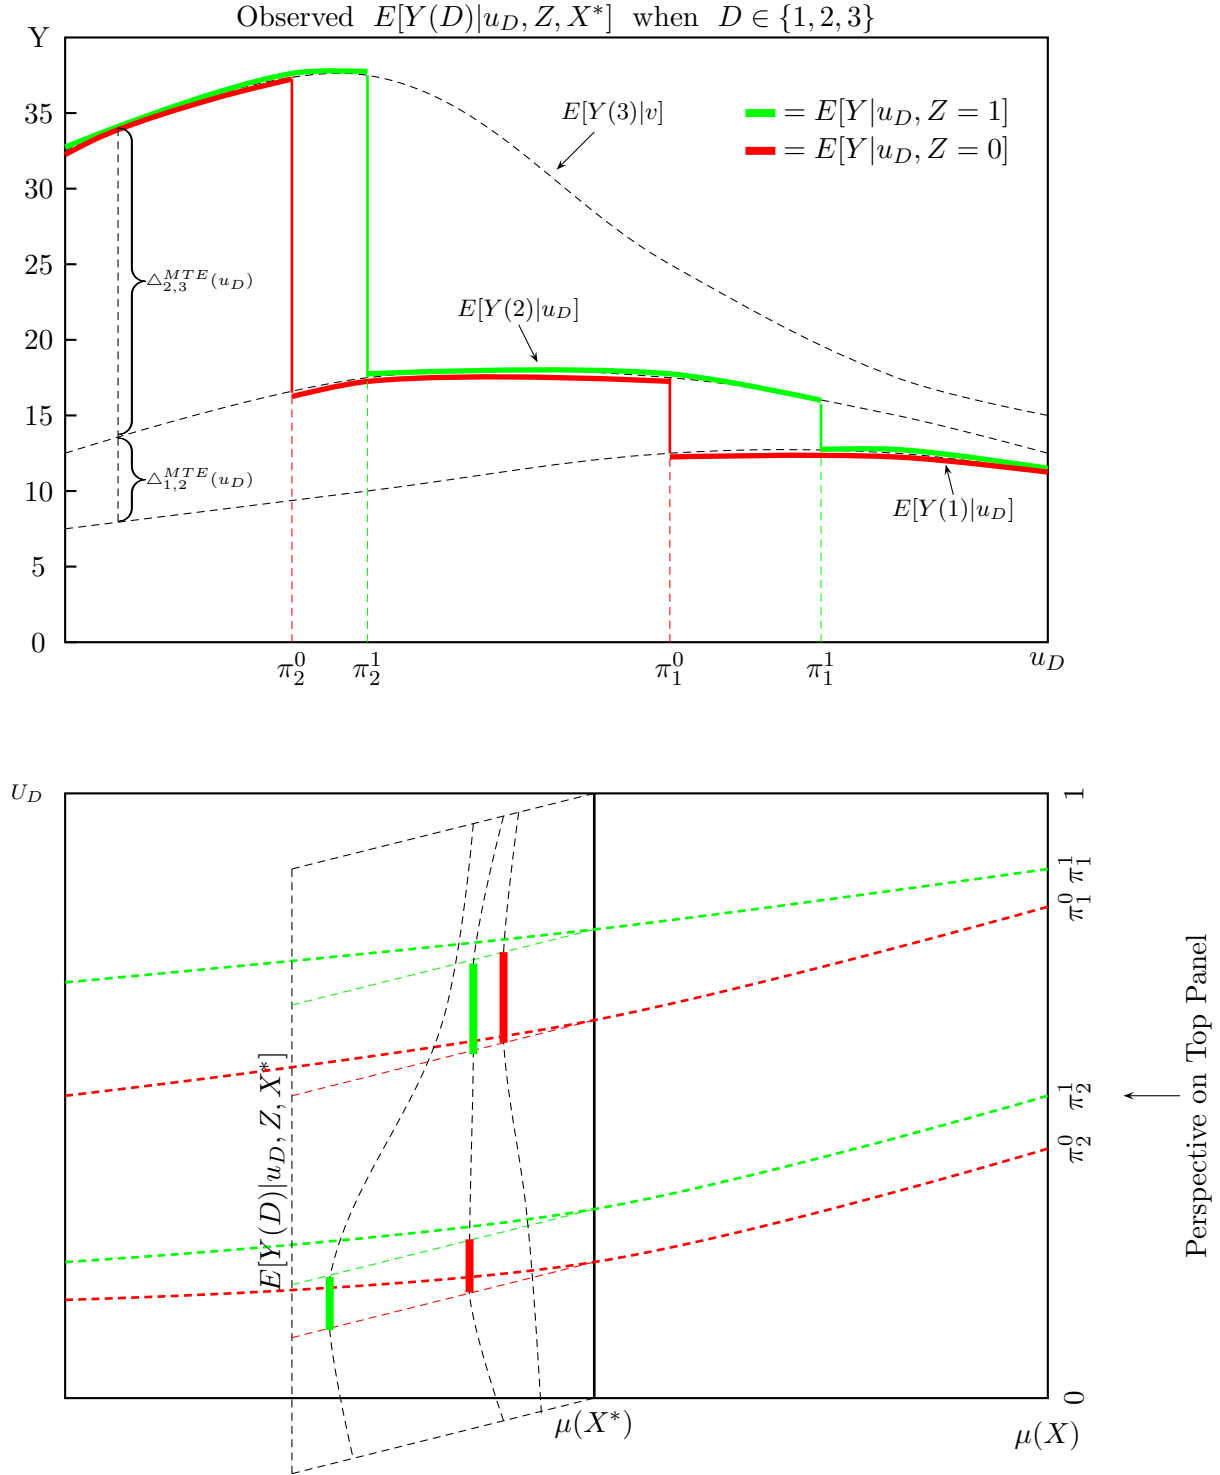 Observed E[Y(D)|u_D, Z, X*] when D ∈ {1, 2, 3}
Y
35
30
25
20
15
10
5
0
E[Y(3)|v]
= E[Y|u_D, Z = 1]
= E[Y|u_D, Z = 0]
△_{2,3}^{MTE}(u_D)
E[Y(2)|u_D]
△_{1,2}^{MTE}(u_D)
E[Y(1)|u_D]
π_2^0
π_2^1
π_1^0
π_1^1
u_D
U_D
1
π_1^1
π_1^0
π_2^1
π_2^0
0
E[Y(D)|u_D, Z, X*]
Perspective on Top Panel
μ(X*)
μ(X)